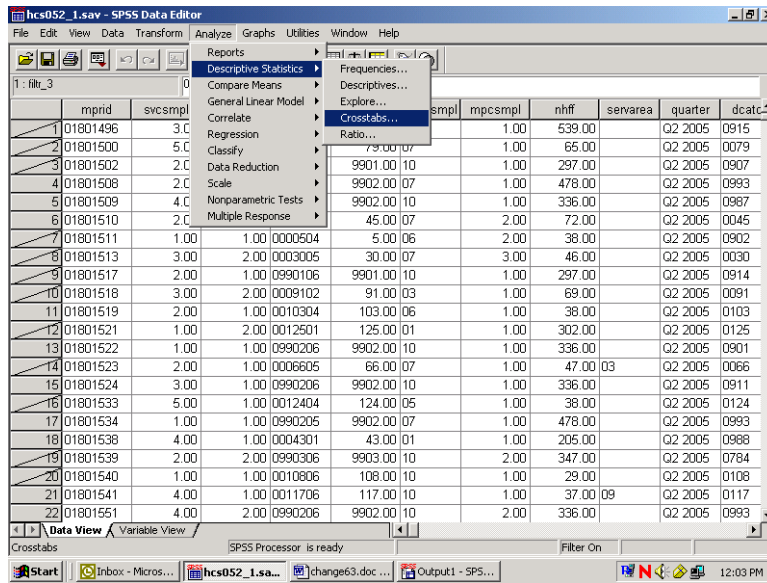 hcs052_1.sav - SPSS Data Editor
File Edit View Data Transform Analyze Graphs Utilities Window Help
1 : filtr_3 0
Reports
Descriptive Statistics
Compare Means
General Linear Model
Correlate
Regression
Classify
Data Reduction
Scale
Nonparametric Tests
Multiple Response
Frequencies...
Descriptives...
Explore...
Crosstabs...
Ratio...
mprid svcsmpl smpl mpcsmpl nhff servarea quarter dcatc
1 01801496 3.0 1.00 539.00 Q2 2005 0915
2 01801500 5.0 79.00 07 1.00 65.00 Q2 2005 0079
3 01801502 2.0 9901.00 10 1.00 297.00 Q2 2005 0907
4 01801508 2.0 9902.00 07 1.00 478.00 Q2 2005 0993
5 01801509 4.0 9902.00 10 1.00 336.00 Q2 2005 0987
6 01801510 2.0 45.00 07 2.00 72.00 Q2 2005 0045
7 01801511 1.00 1.00 0000504 5.00 06 2.00 38.00 Q2 2005 0902
8 01801513 3.00 2.00 0003005 30.00 07 3.00 46.00 Q2 2005 0030
9 01801517 2.00 1.00 0990106 9901.00 10 1.00 297.00 Q2 2005 0914
10 01801518 3.00 2.00 0009102 91.00 03 1.00 69.00 Q2 2005 0091
11 01801519 2.00 1.00 0010304 103.00 06 1.00 38.00 Q2 2005 0103
12 01801521 1.00 2.00 0012501 125.00 01 1.00 302.00 Q2 2005 0125
13 01801522 1.00 1.00 0990206 9902.00 10 1.00 336.00 Q2 2005 0901
14 01801523 2.00 1.00 0006605 66.00 07 1.00 47.00 03 Q2 2005 0066
15 01801524 3.00 1.00 0990206 9902.00 10 1.00 336.00 Q2 2005 0911
16 01801533 5.00 1.00 0012404 124.00 05 1.00 38.00 Q2 2005 0124
17 01801534 1.00 1.00 0990205 9902.00 07 1.00 478.00 Q2 2005 0993
18 01801538 4.00 1.00 0004301 43.00 01 1.00 205.00 Q2 2005 0988
19 01801539 2.00 2.00 0990306 9903.00 10 2.00 347.00 Q2 2005 0784
20 01801540 1.00 1.00 0010806 108.00 10 1.00 29.00 Q2 2005 0108
21 01801541 4.00 1.00 0011706 117.00 10 1.00 37.00 09 Q2 2005 0117
22 01801551 4.00 2.00 0990206 9902.00 10 2.00 336.00 Q2 2005 0993
Data View Variable View
Crosstabs SPSS Processor is ready Filter On
Start Inbox - Micros... hcs052_1.sa... change63.doc ... Output1 - SPS... 12:03 PM